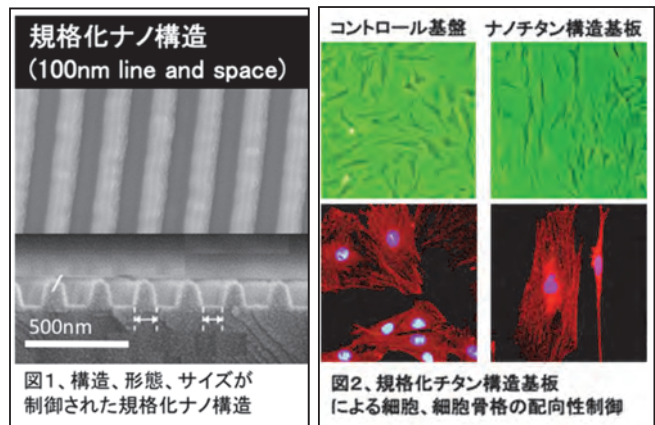 規格化ナノ構造
(100nm line and space)
500nm
図1、構造、形態、サイズが
制御された規格化ナノ構造
コントロール基盤 ナノチタン構造基板
図2、規格化チタン構造基板
による細胞、細胞骨格の配向性制御